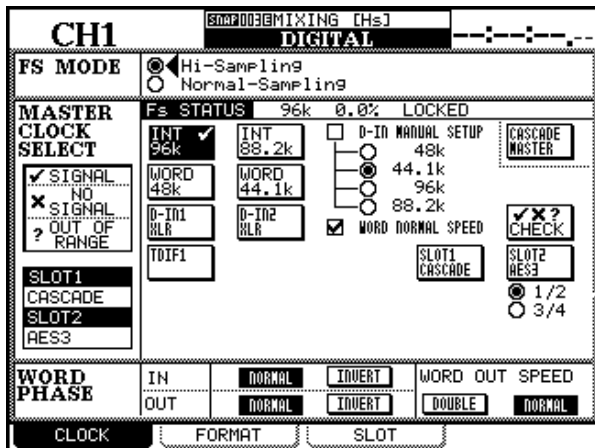 CH1
SNAP003 MIXING [Hs]
DIGITAL
--:--:--.--
FS MODE
Hi-Sampling
Normal-Sampling
MASTER CLOCK SELECT
Fs STATUS 96k 0.0% LOCKED
INT 96k
INT 88.2k
D-IN MANUAL SETUP
48k
44.1k
96k
88.2k
CASCADE MASTER
WORD 48k
WORD 44.1k
✓ SIGNAL
× NO SIGNAL
? OUT OF RANGE
D-IN1 XLR
D-IN2 XLR
WORD NORMAL SPEED
✓×? CHECK
TDIF1
SLOT1 CASCADE
SLOT2 AES3
1/2
3/4
SLOT1
CASCADE
SLOT2
AES3
WORD PHASE
IN NORMAL INVERT
OUT NORMAL INVERT
WORD OUT SPEED
DOUBLE NORMAL
CLOCK FORMAT SLOT